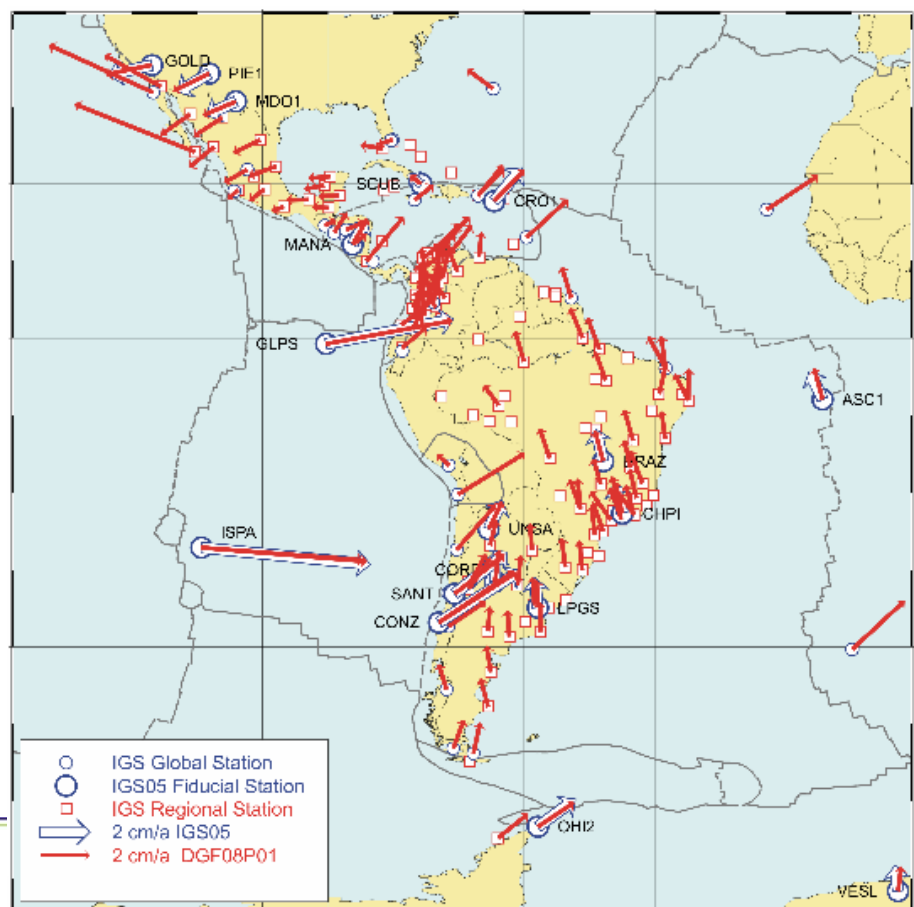 GOLD
PIE1
MDO1
SCUB
CRO1
MANA
GLPS
ASC1
BRAZ
CHPI
UNSA
ISPA
CORD
SANT
LPGS
CONZ
IGS Global Station
IGS05 Fiducial Station
IGS Regional Station
2 cm/a IGS05
2 cm/a DGF08P01
OHI2
VESL